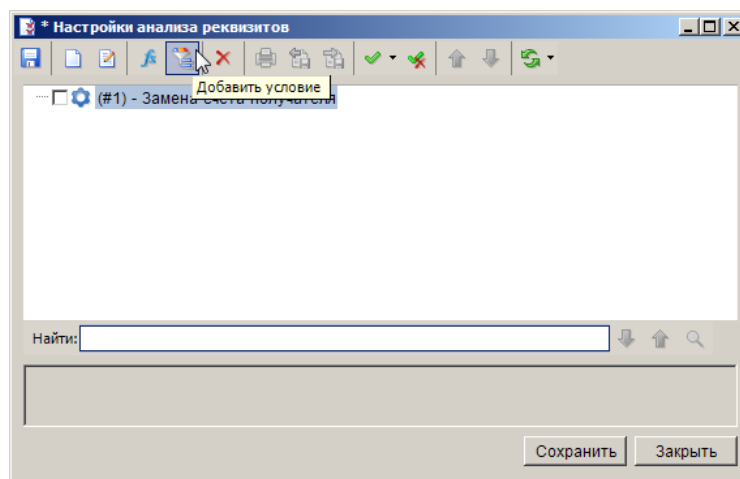 * Настройки анализа реквизитов
Добавить условие
(#1) - Замена счета получателя
Найти:
Сохранить
Закрыть